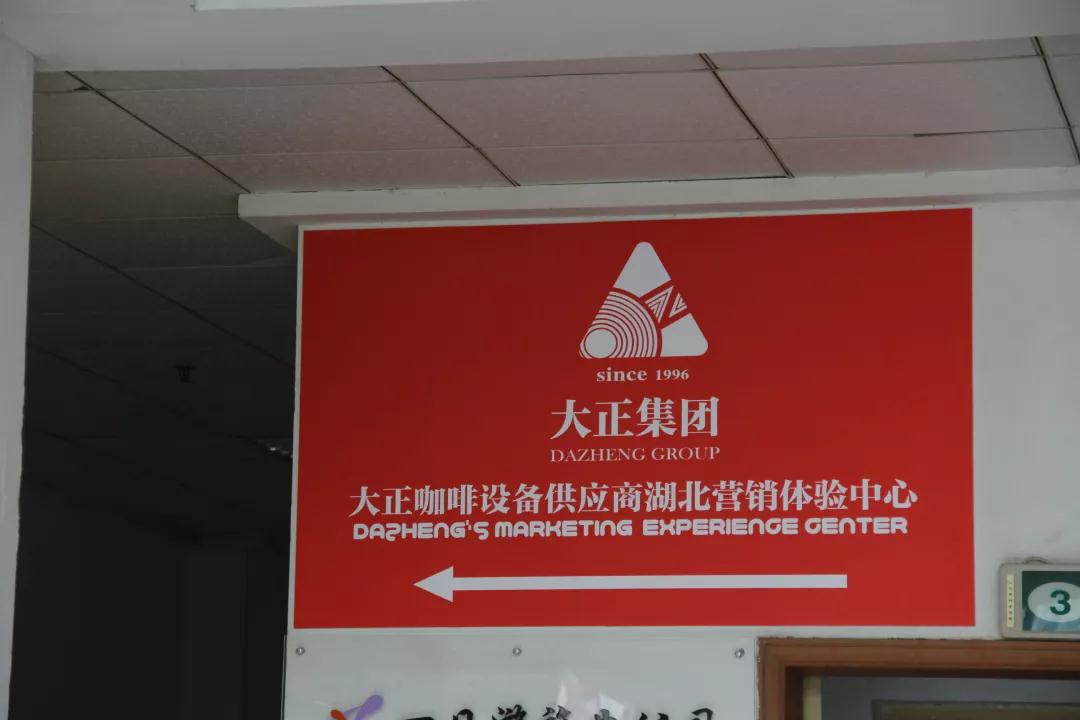 since 1996
大正集团
DAZHENG GROUP
大正咖啡设备供应商湖北营销体验中心
DAZHENG'S MARKETING EXPERIENCE CENTER
3